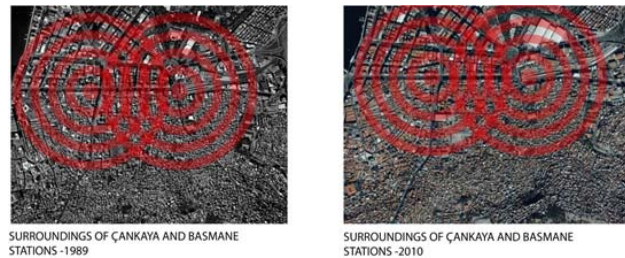 SURROUNDINGS OF ÇANKAYA AND BASMANE
STATIONS -1989
SURROUNDINGS OF ÇANKAYA AND BASMANE
STATIONS -2010